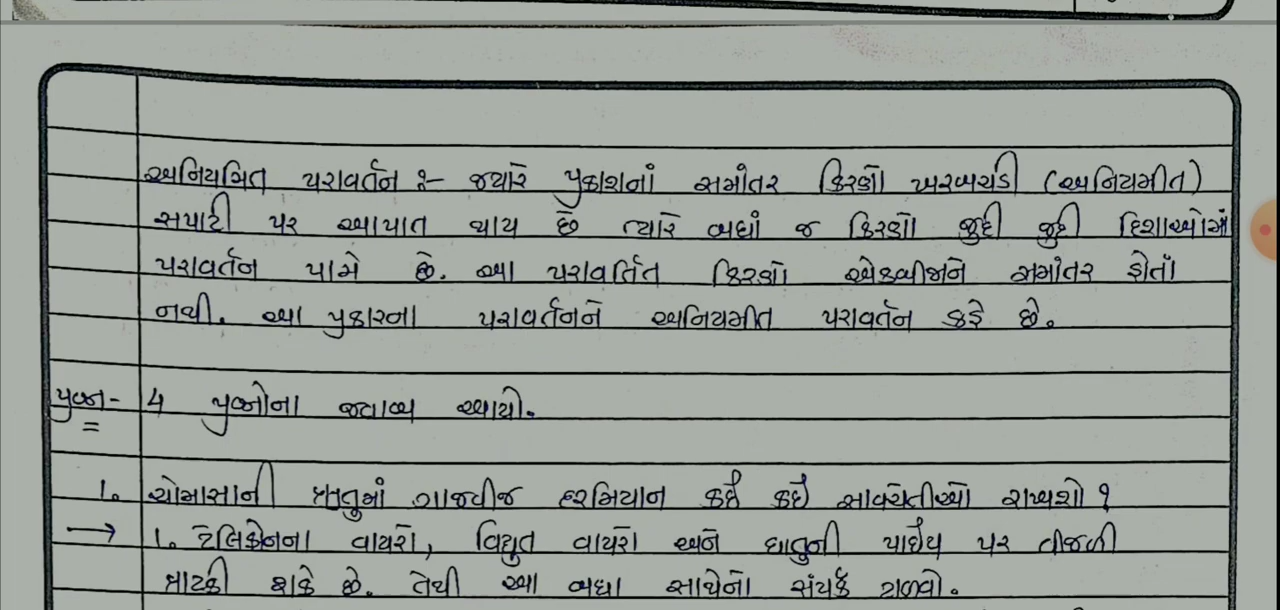 અનિયમિત પરાવર્તન :- જયારે પ્રકાશનાં સમાંતર કિરણો ખરબચડી (અનિયમીત)
સપાટી પર આપાત થાય છે ત્યારે બધાં જ કિરણો જુદી જુદી દિશાઓમાં
પરાવર્તન પામે છે. આ પરાવર્તિત કિરણો એકબીજાને સમાંતર હોતાં
નથી. આ પ્રકારના પરાવર્તનને અનિયમીત પરાવર્તન કહે છે.
પ્રશ્ન- 4 પ્રશ્નોના જવાબ આપો.
1. ચોમાસાની ઋતુમાં ગાજવીજ દરમિયાન કઈ કઈ સાવચેતીઓ રાખશો ?
→ 1. ટેલિફોનના વાયરો, વિદ્યુત વાયરો અને ધાતુની પાઈપ પર વીજળી
ત્રાટકી શકે છે. તેથી આ બધા સાથેનો સંપર્ક ટાળવો.